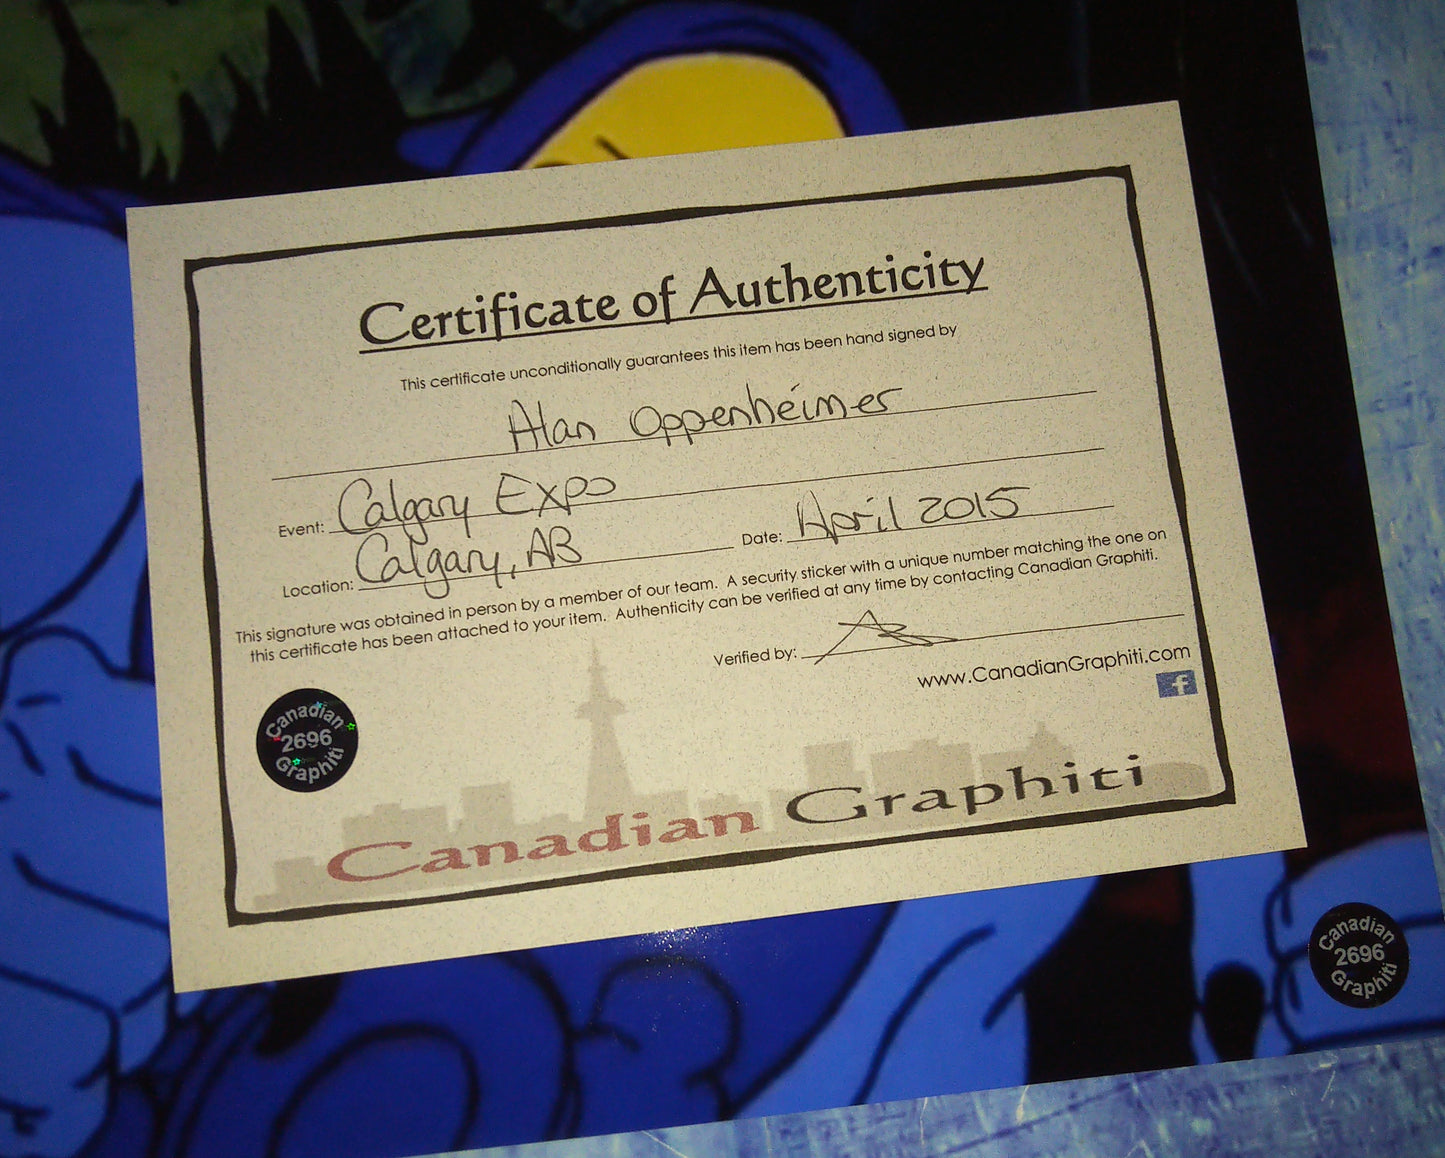 Certificate of Authenticity
This certificate unconditionally guarantees this item has been hand signed by
Alan Oppenheimer
Event: Calgary Expo
Location: Calgary, AB
Date: April 2015
This signature was obtained in person by a member of our team. A security sticker with a unique number matching the one on
this certificate has been attached to your item. Authenticity can be verified at any time by contacting Canadian Graphiti.
Verified by:
www.CanadianGraphiti.com
f
Canadian
2696
Graphiti
Canadian Graphiti
Canadian
2696
Graphiti